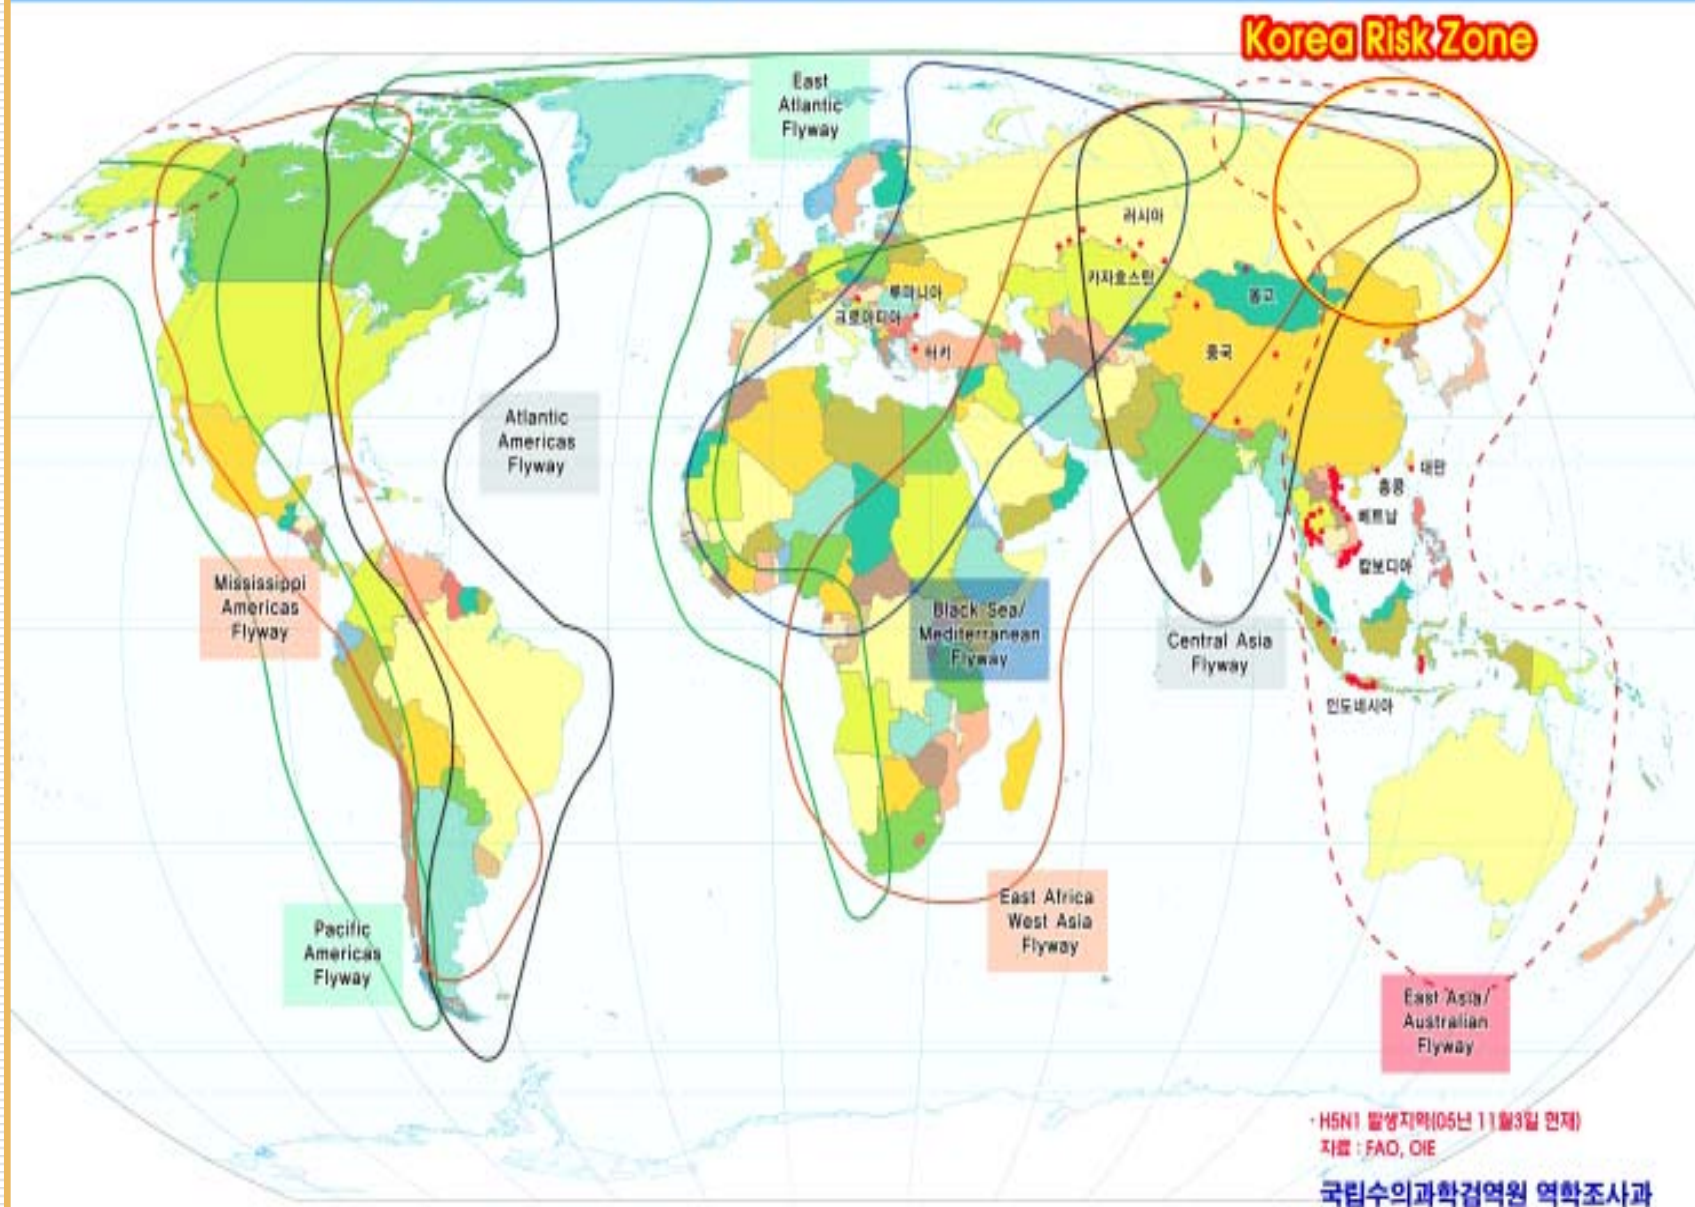 Korea Risk Zone
East
Atlantic
Flyway
러시아
카자흐스탄
루마니아
몽고
크로아티아
터키
중국
Atlantic
Americas
Flyway
대만
홍콩
베트남
캄보디아
Mississippi
Americas
Flyway
Black Sea/
Mediterranean
Flyway
Central Asia
Flyway
인도네시아
East Africa
West Asia
Flyway
Pacific
Americas
Flyway
East Asia/
Australian
Flyway
· H5N1 발생지역(05년 11월3일 현재)
자료 : FAO, OIE
국립수의과학검역원 역학조사과